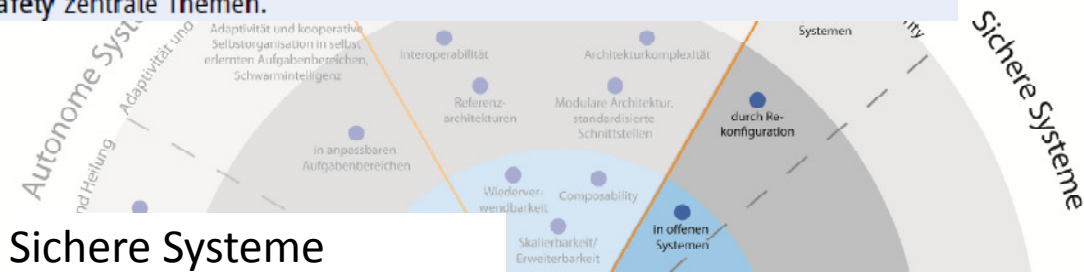 afety zentrale Themen.
Autonome Syst
Adaptivität und
nd Heilung
Adaptivität und kooperative
Selbstorganisation in selbst
erlernten Aufgabenbereichen,
Schwarmintelligenz
in anpassbaren
Aufgabenbereichen
Interoperabilität
Referenz-
architekturen
Architekturkomplexität
Modulare Architektur,
standardisierte
Schnittstellen
Wiederver-
wendbarkeit
Composability
Skalierbarkeit/
Erweiterbarkeit
Systemen
ity
durch Re-
konfiguration
in offenen
Systemen
Sichere Systeme
Sichere Systeme